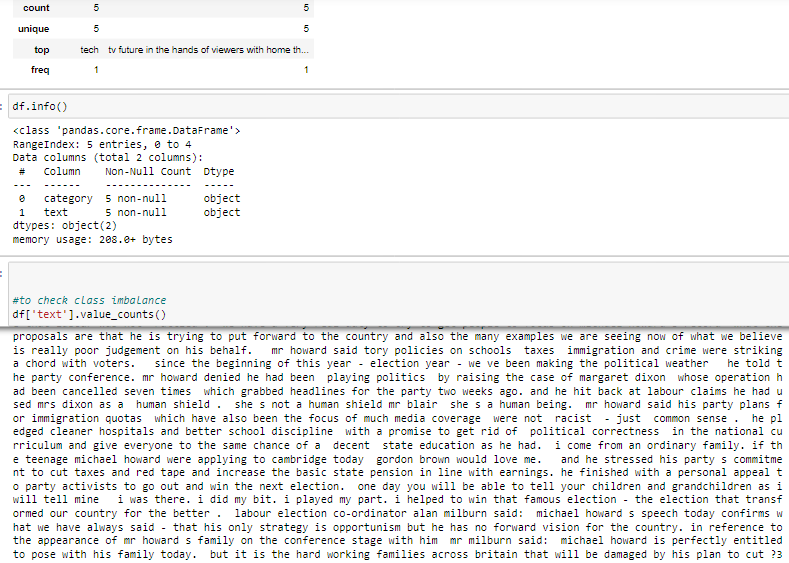 count 5 5
unique 5 5
top tech tv future in the hands of viewers with home th...
freq 1 1
: df.info()
<class 'pandas.core.frame.DataFrame'>
RangeIndex: 5 entries, 0 to 4
Data columns (total 2 columns):
# Column Non-Null Count Dtype
--- ------ -------------- -----
0 category 5 non-null object
1 text 5 non-null object
dtypes: object(2)
memory usage: 208.0+ bytes
:
#to check class imbalance
df['text'].value_counts()
proposals are that he is trying to put forward to the country and also the many examples we are seeing now of what we believe
is really poor judgement on his behalf. mr howard said tory policies on schools taxes immigration and crime were striking
a chord with voters. since the beginning of this year - election year - we ve been making the political weather he told t
he party conference. mr howard denied he had been playing politics by raising the case of margaret dixon whose operation h
ad been cancelled seven times which grabbed headlines for the party two weeks ago. and he hit back at labour claims he had u
sed mrs dixon as a human shield . she s not a human shield mr blair she s a human being. mr howard said his party plans f
or immigration quotas which have also been the focus of much media coverage were not racist - just common sense . he pl
edged cleaner hospitals and better school discipline with a promise to get rid of political correctness in the national cu
rriculum and give everyone to the same chance of a decent state education as he had. i come from an ordinary family. if th
e teenage michael howard were applying to cambridge today gordon brown would love me. and he stressed his party s commitme
nt to cut taxes and red tape and increase the basic state pension in line with earnings. he finished with a personal appeal t
o party activists to go out and win the next election. one day you will be able to tell your children and grandchildren as i
will tell mine i was there. i did my bit. i played my part. i helped to win that famous election - the election that transf
ormed our country for the better . labour election co-ordinator alan milburn said: michael howard s speech today confirms w
hat we have always said - that his only strategy is opportunism but he has no forward vision for the country. in reference to
the appearance of mr howard s family on the conference stage with him mr milburn said: michael howard is perfectly entitled
to pose with his family today. but it is the hard working families across britain that will be damaged by his plan to cut ?3